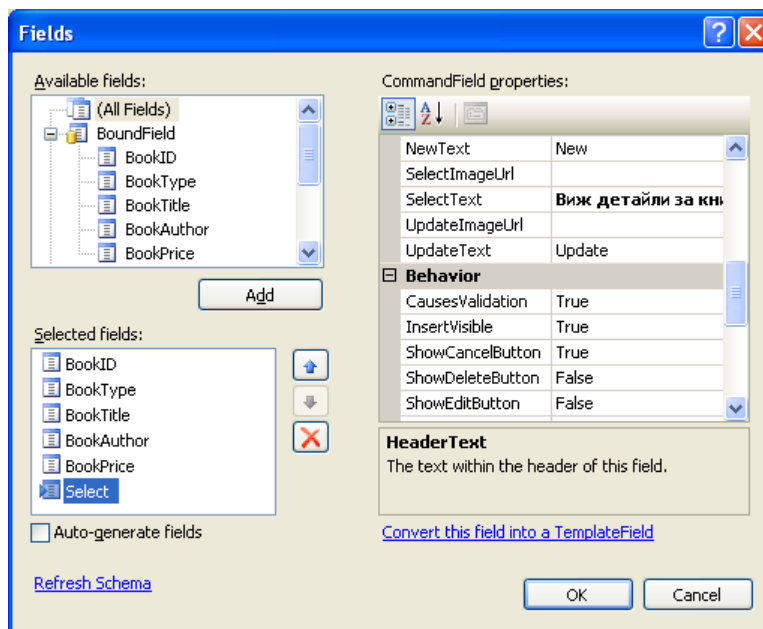 Fields
Available fields:
(All Fields)
BoundField
BookID
BookType
BookTitle
BookAuthor
BookPrice
Add
Selected fields:
BookID
BookType
BookTitle
BookAuthor
BookPrice
Select
Auto-generate fields
Refresh Schema
CommandField properties:
NewText New
SelectImageUrl
SelectText Виж детайли за кни
UpdateImageUrl
UpdateText Update
Behavior
CausesValidation True
InsertVisible True
ShowCancelButton True
ShowDeleteButton False
ShowEditButton False
HeaderText
The text within the header of this field.
Convert this field into a TemplateField
OK Cancel